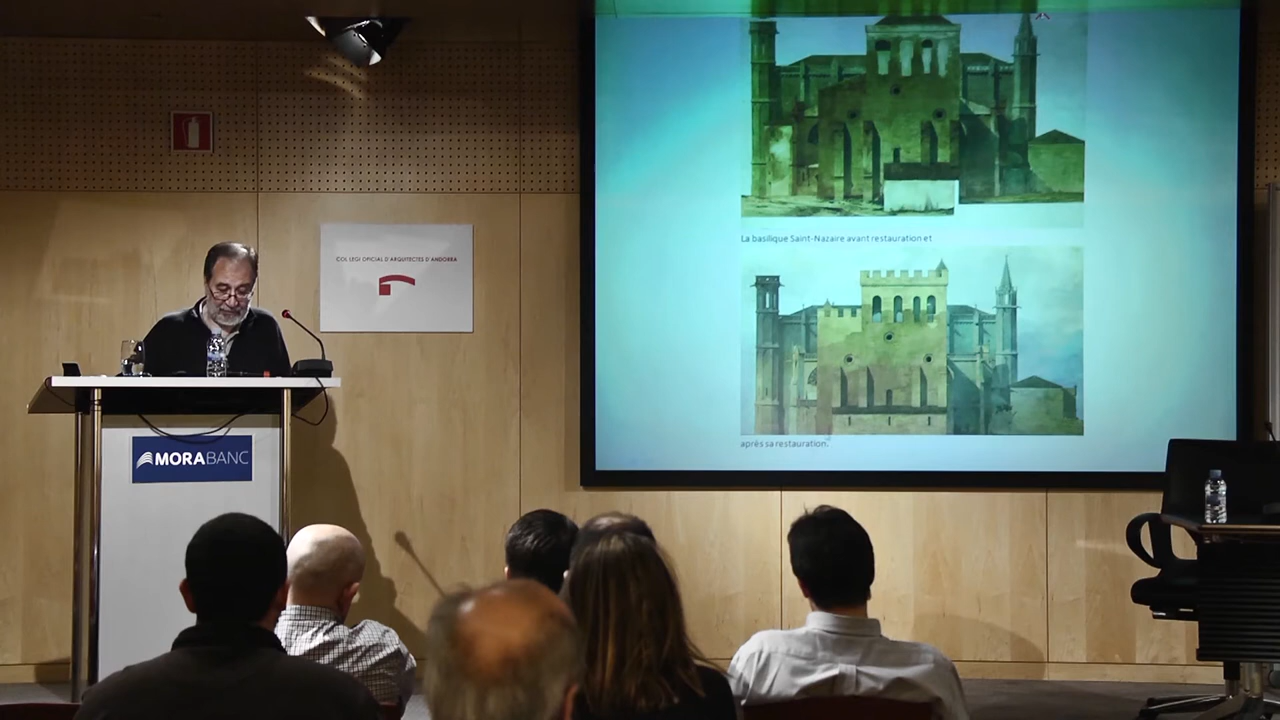 COL·LEGI OFICIAL D'ARQUITECTES D'ANDORRA
La basilique Saint-Nazaire avant restauration et
après sa restauration.
MORABANC